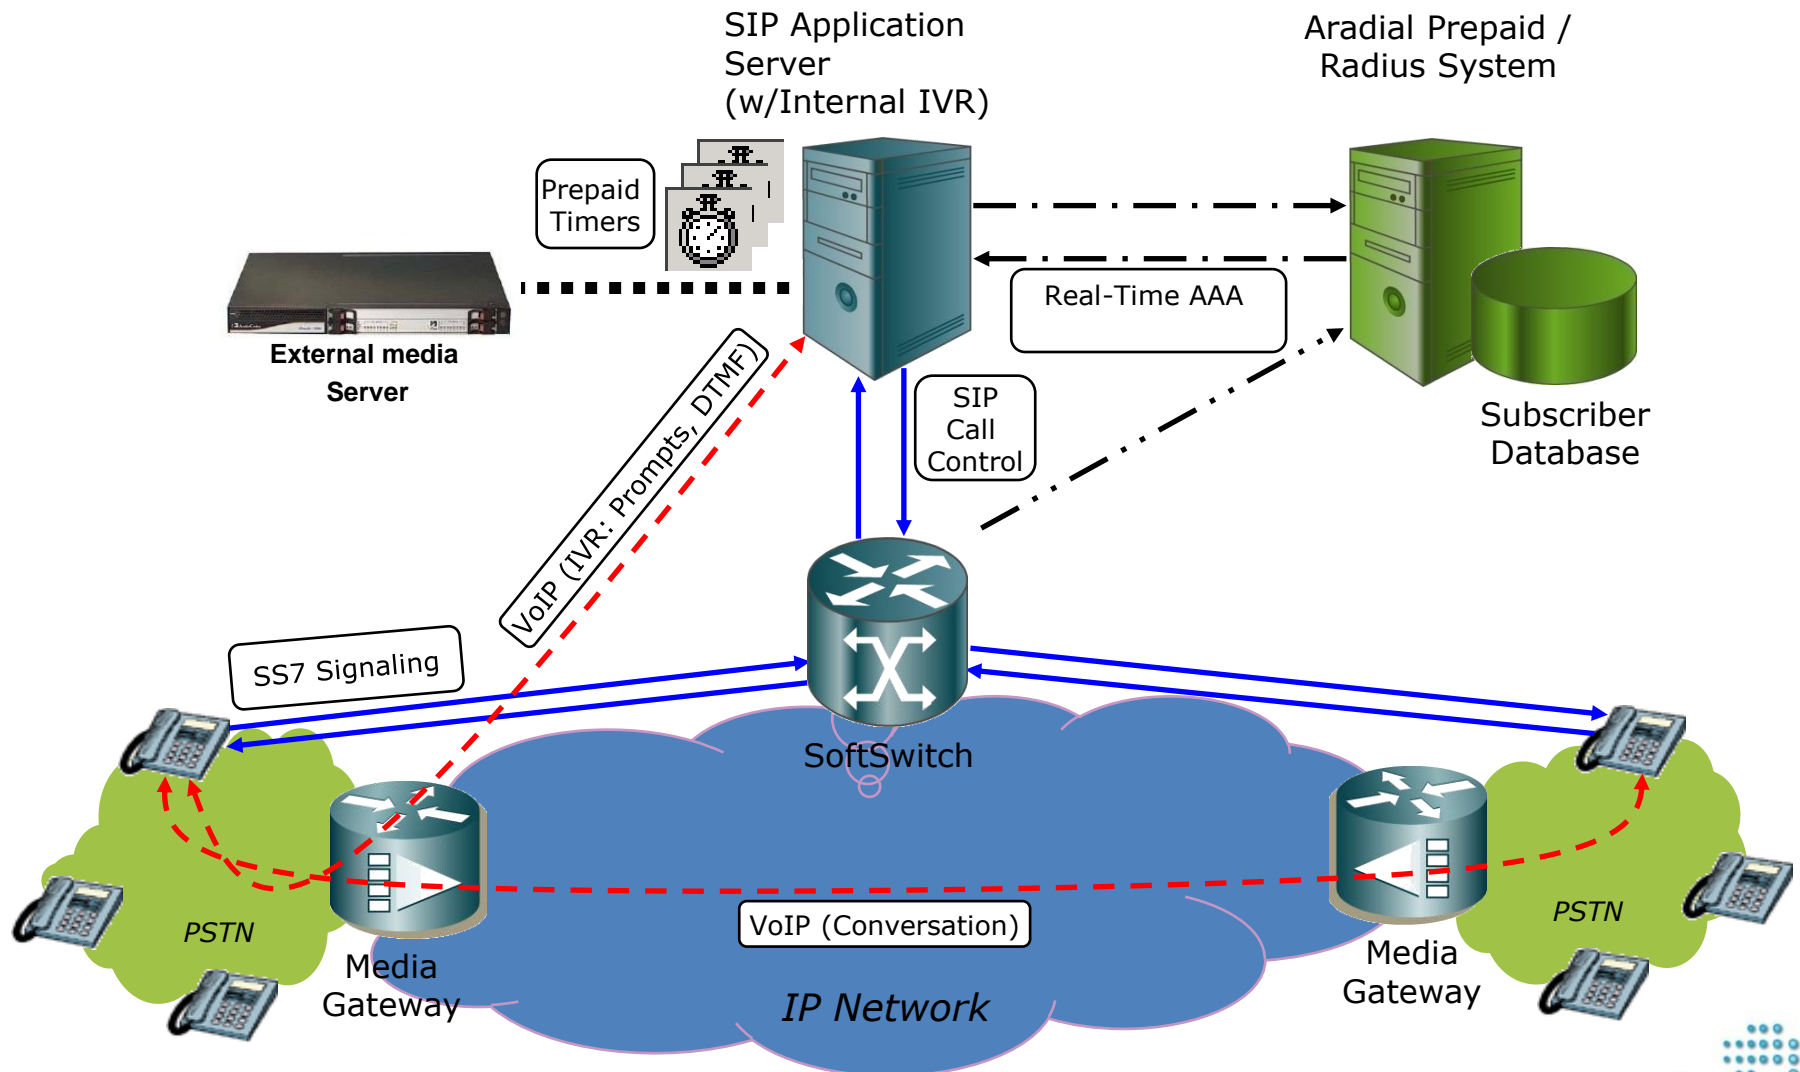 SIP Application
Server
(w/Internal IVR)
Aradial Prepaid /
Radius System
Prepaid
Timers
Real-Time AAA
External media
Server
SIP
Call
Control
Subscriber
Database
VoIP (IVR: Prompts, DTMF)
SS7 Signaling
SoftSwitch
VoIP (Conversation)
PSTN
PSTN
Media
Gateway
Media
Gateway
IP Network